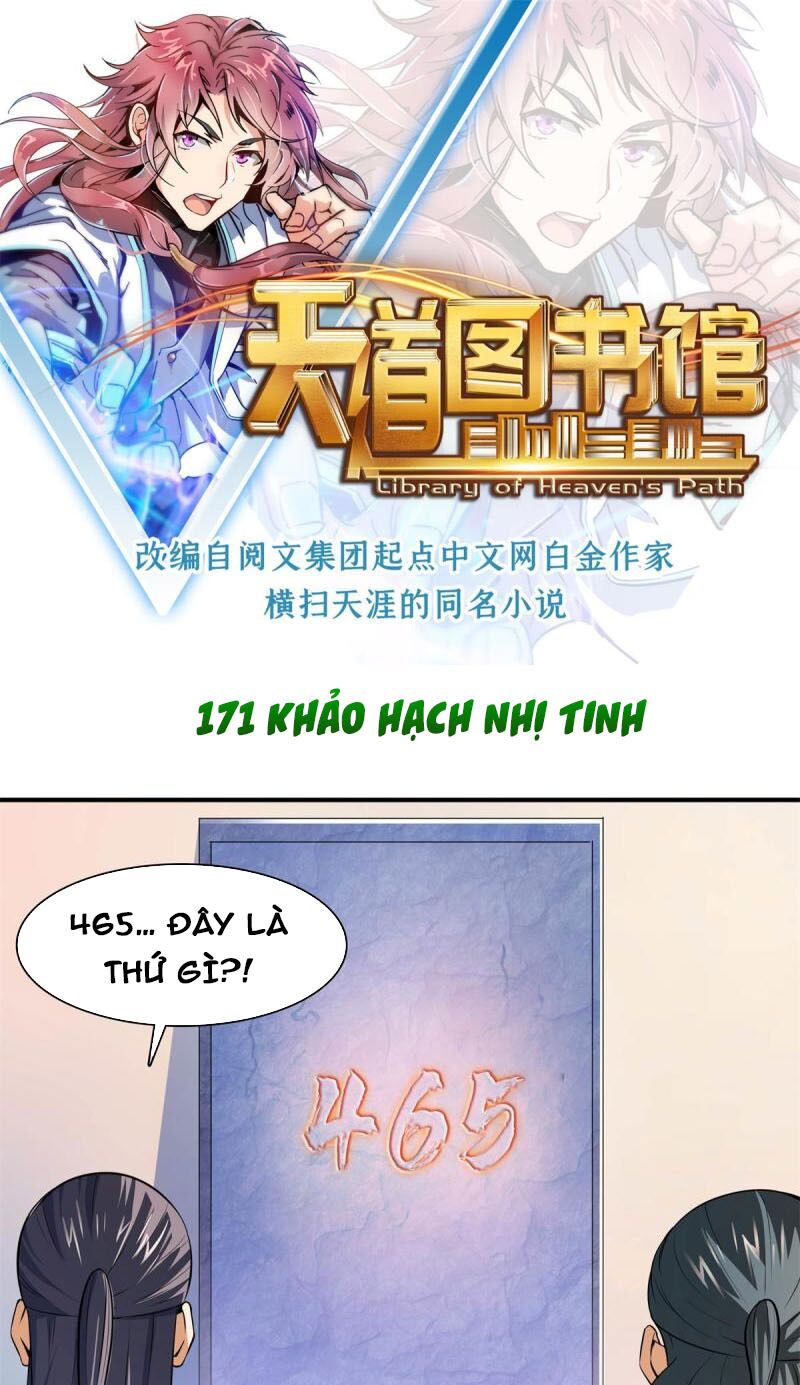 天道图书馆
Library of Heaven's Path
改编自阅文集团起点中文网白金作家
横扫天涯的同名小说
171 KHẢO HẠCH NHỊ TINH
465... ĐÂY LÀ
THỨ GÌ?!
465